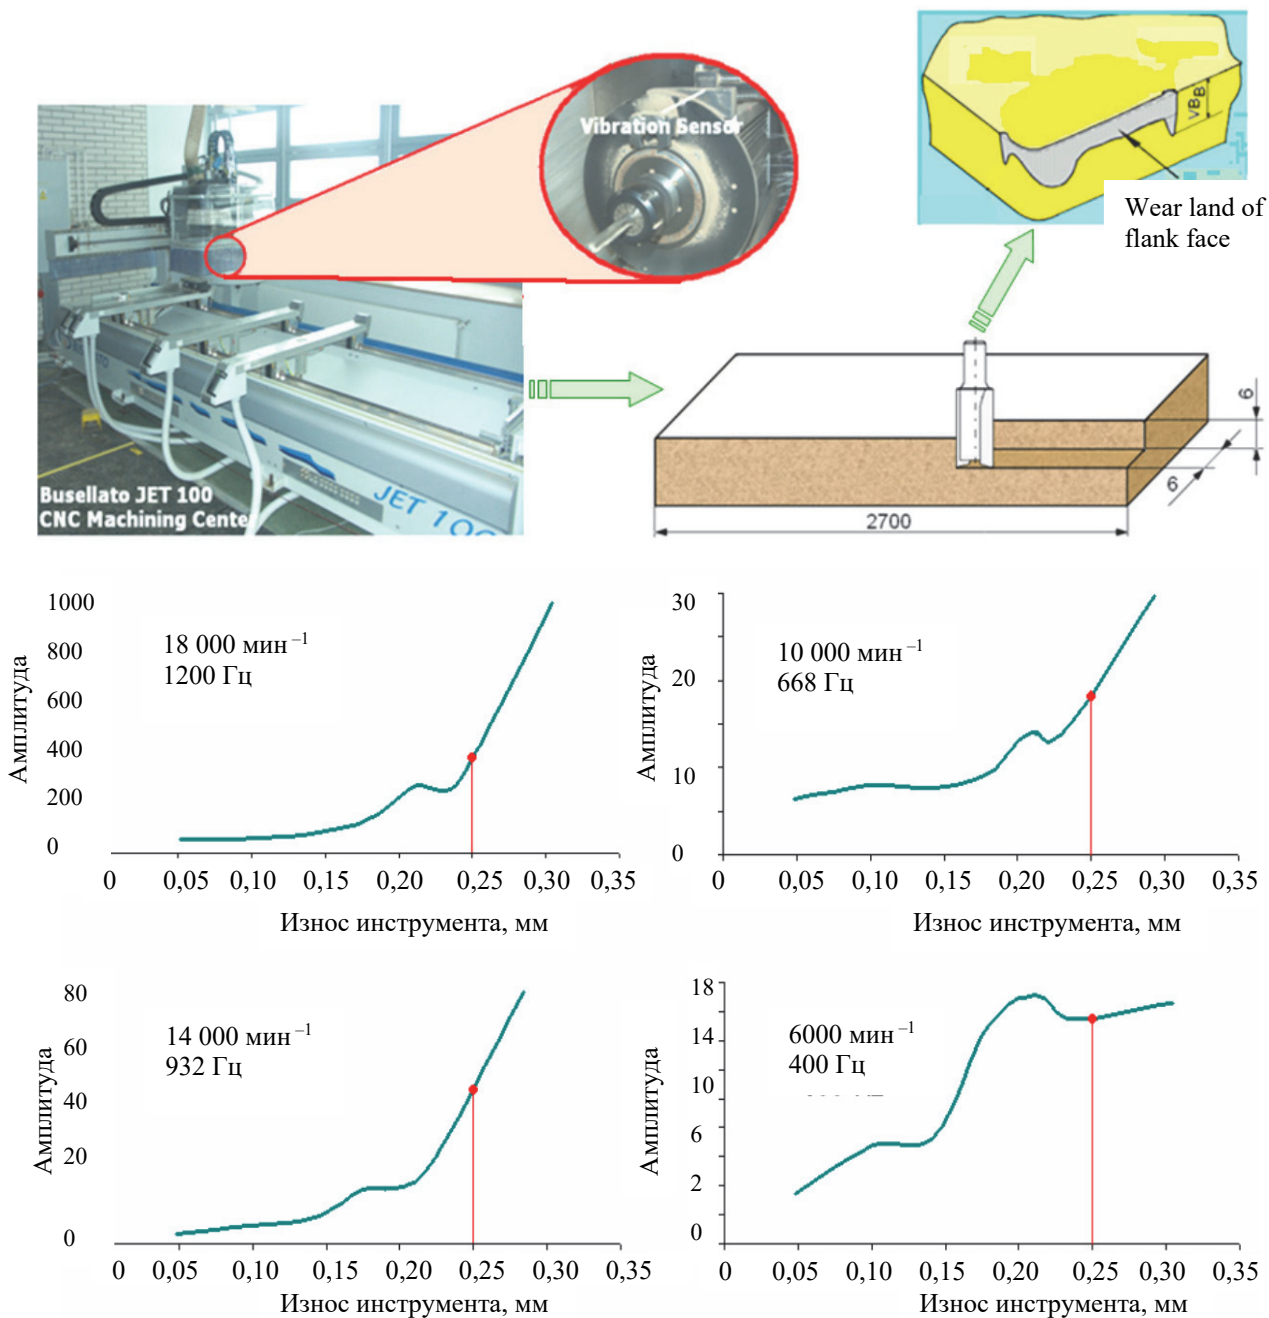 Vibration Sensor
VB B
Wear land of
flank face
Busellato JET 100
CNC Machining Cente
JET 100
2700
6
6
1000
800
600
400
200
0
Амплитуда
18 000 мин –1
1200 Гц
0 0,05 0,10 0,15 0,20 0,25 0,30 0,35
Износ инструмента, мм
30
20
10
0
Амплитуда
10 000 мин –1
668 Гц
0 0,05 0,10 0,15 0,20 0,25 0,30 0,35
Износ инструмента, мм
80
60
40
20
0
Амплитуда
14 000 мин –1
932 Гц
0 0,05 0,10 0,15 0,20 0,25 0,30 0,35
Износ инструмента, мм
18
14
10
6
2
0
Амплитуда
6000 мин –1
400 Гц
0 0,05 0,10 0,15 0,20 0,25 0,30 0,35
Износ инструмента, мм